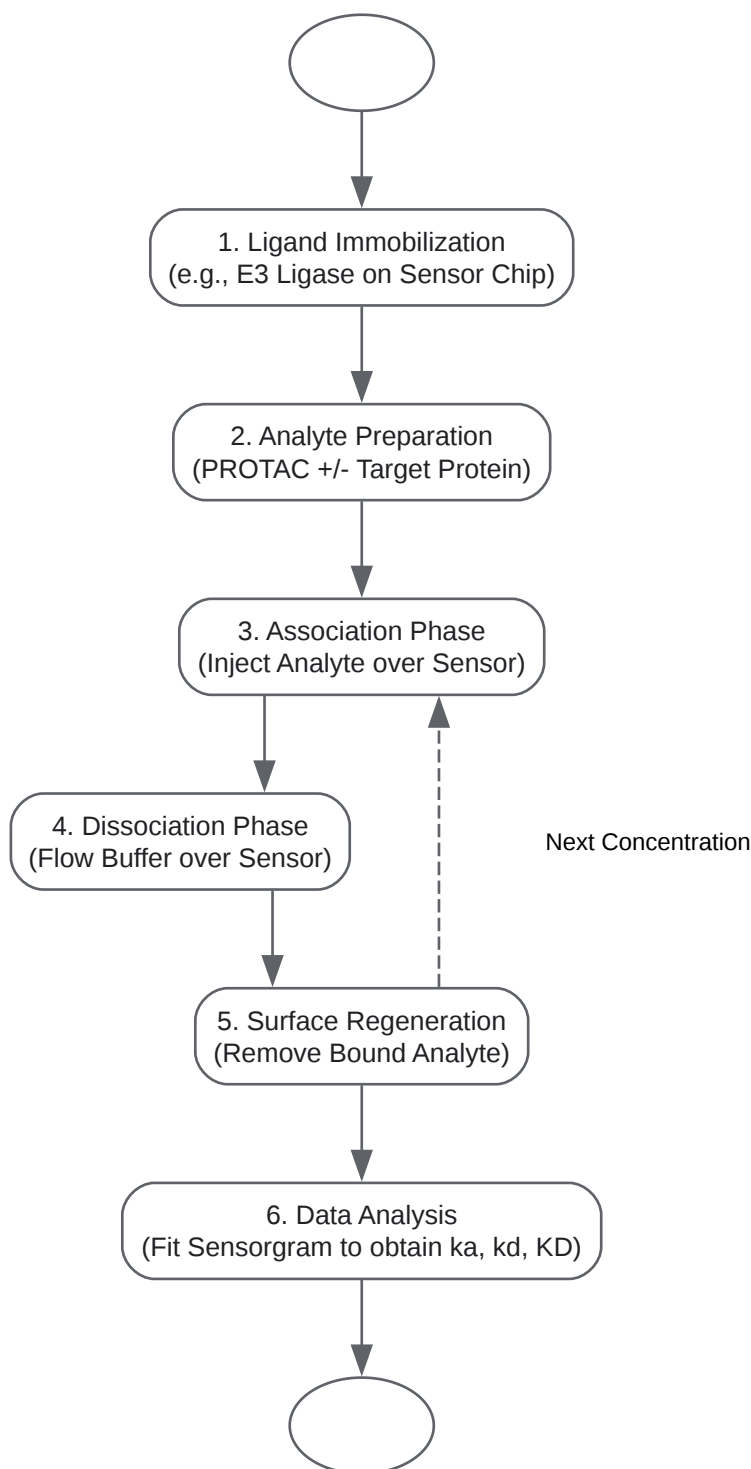 1. Ligand Immobilization
(e.g., E3 Ligase on Sensor Chip)
2. Analyte Preparation
(PROTAC +/- Target Protein)
3. Association Phase
(Inject Analyte over Sensor)
4. Dissociation Phase
(Flow Buffer over Sensor)
Next Concentration
5. Surface Regeneration
(Remove Bound Analyte)
6. Data Analysis
(Fit Sensorgram to obtain ka, kd, KD)